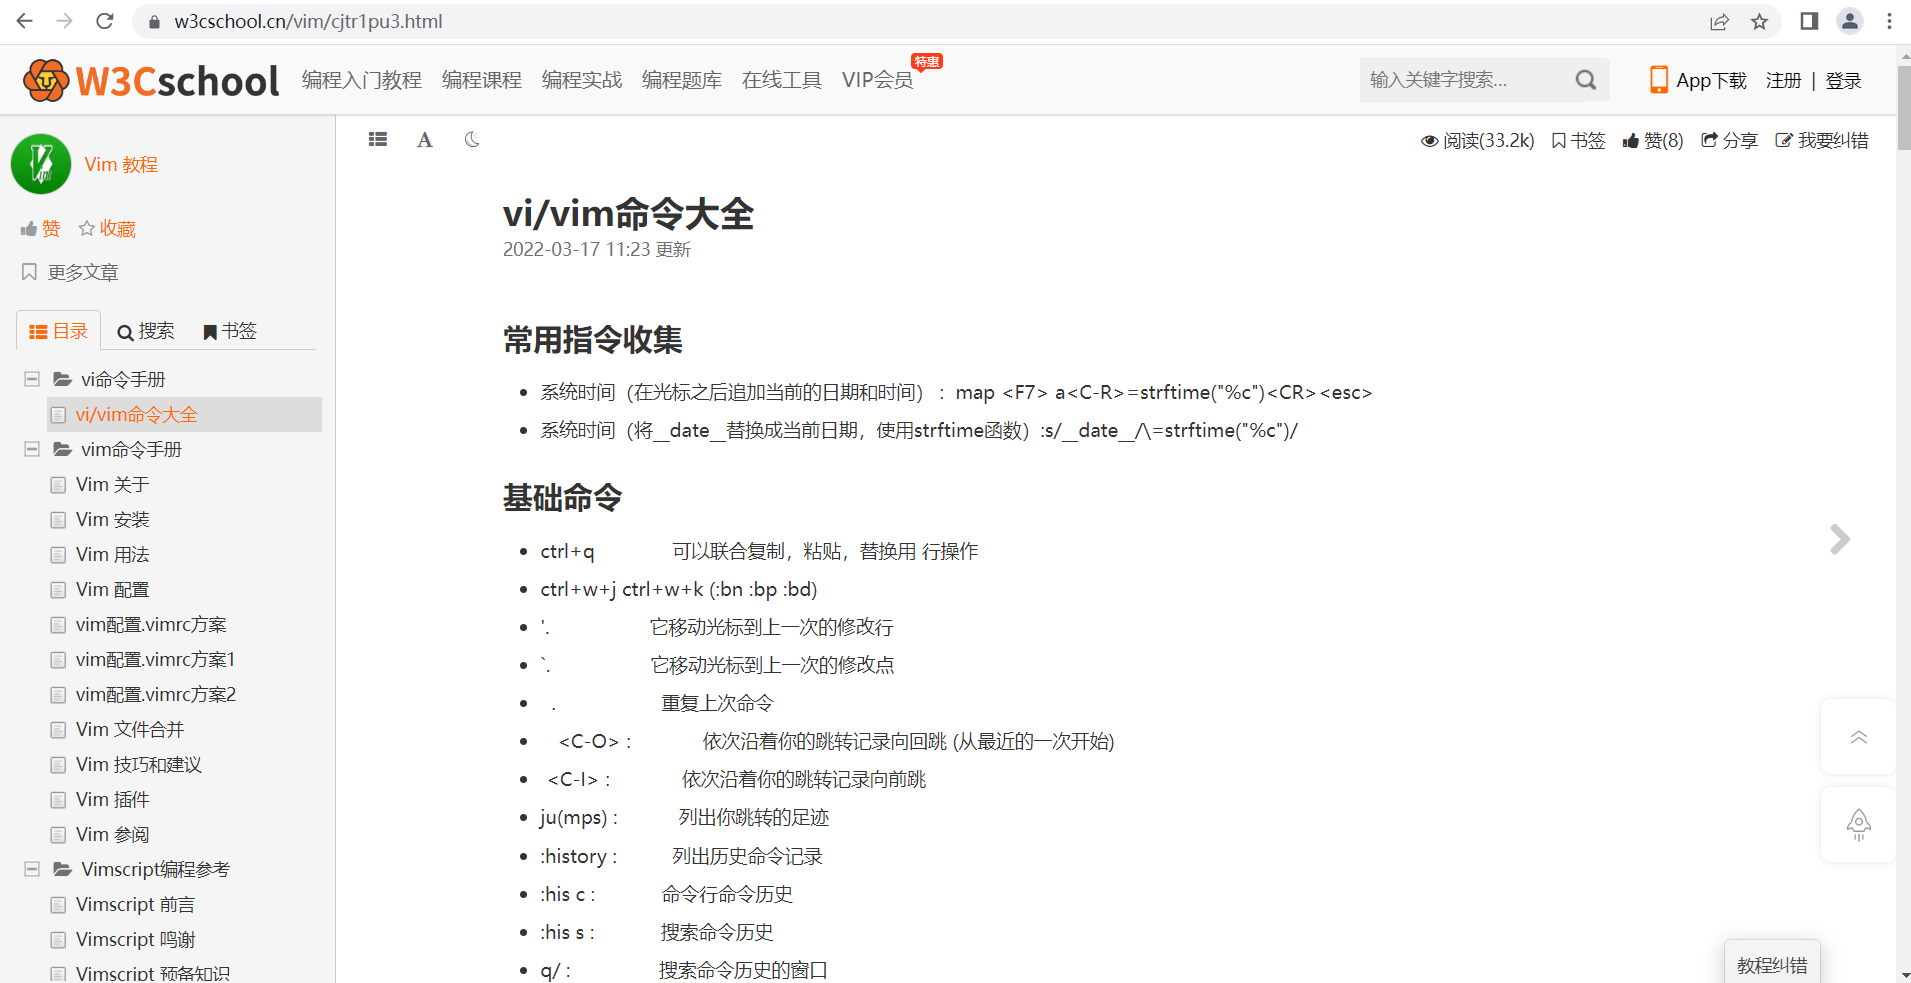 w3cschool.cn/vim/cjtr1pu3.html
W3Cschool 编程入门教程 编程课程 编程实战 编程题库 在线工具 VIP会员 特惠 输入关键字搜索... App下载 注册 | 登录
Vim 教程
赞 收藏
更多文章
目录 搜索 书签
vi命令手册
vi/vim命令大全
vim命令手册
Vim 关于
Vim 安装
Vim 用法
Vim 配置
vim配置.vimrc方案
vim配置.vimrc方案1
vim配置.vimrc方案2
Vim 文件合并
Vim 技巧和建议
Vim 插件
Vim 参阅
Vimscript编程参考
Vimscript 前言
Vimscript 鸣谢
Vimscript 预备知识
A 阅读(33.2k) 书签 赞(8) 分享 我要纠错
vi/vim命令大全
2022-03-17 11:23 更新
常用指令收集
系统时间（在光标之后追加当前的日期和时间） ： map <F7> a<C-R>=strftime("%c")<CR><esc>
系统时间（将__date__替换成当前日期，使用strftime函数）:s/__date__/\=strftime("%c")/
基础命令
ctrl+q 可以联合复制，粘贴，替换用 行操作
ctrl+w+j ctrl+w+k (:bn :bp :bd)
'. 它移动光标到上一次的修改行
`. 它移动光标到上一次的修改点
. 重复上次命令
<C-O> : 依次沿着你的跳转记录向回跳 (从最近的一次开始)
<C-I> : 依次沿着你的跳转记录向前跳
ju(mps) : 列出你跳转的足迹
:history : 列出历史命令记录
:his c : 命令行命令历史
:his s : 搜索命令历史
q/ : 搜索命令历史的窗口
教程纠错